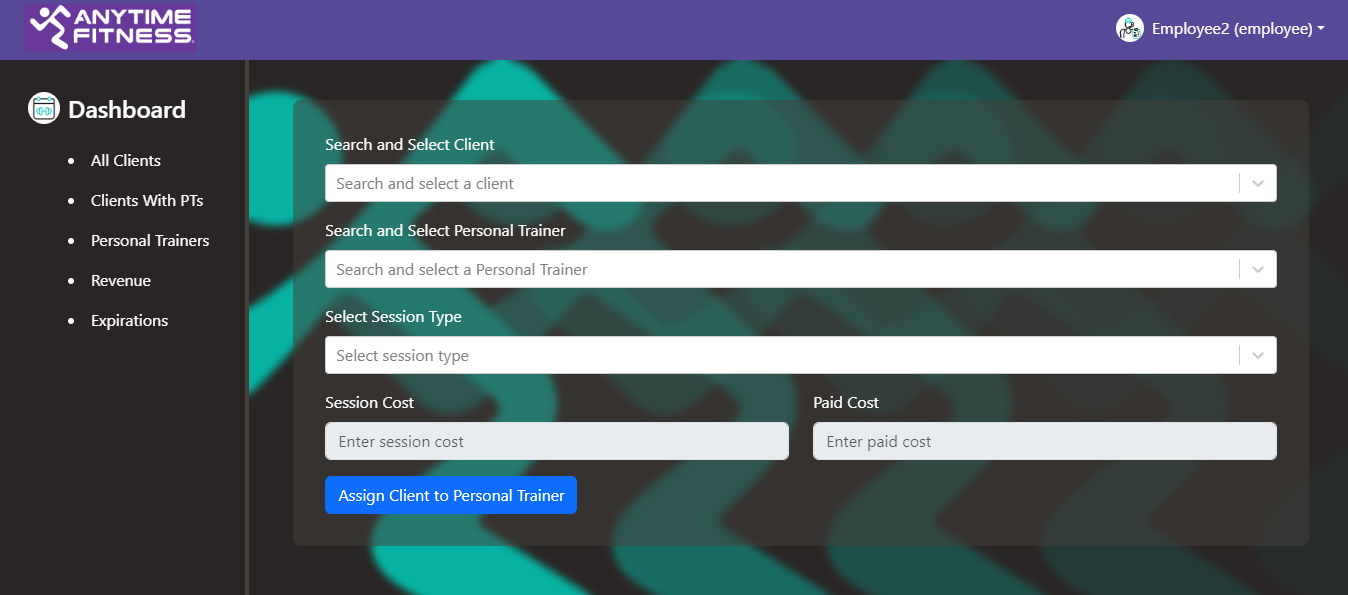 ANYTIME
FITNESS.
Employee2 (employee)
Dashboard
All Clients
Clients With PTs
Personal Trainers
Revenue
Expirations
Search and Select Client
Search and select a client
Search and Select Personal Trainer
Search and select a Personal Trainer
Select Session Type
Select session type
Session Cost
Paid Cost
Enter session cost
Enter paid cost
Assign Client to Personal Trainer